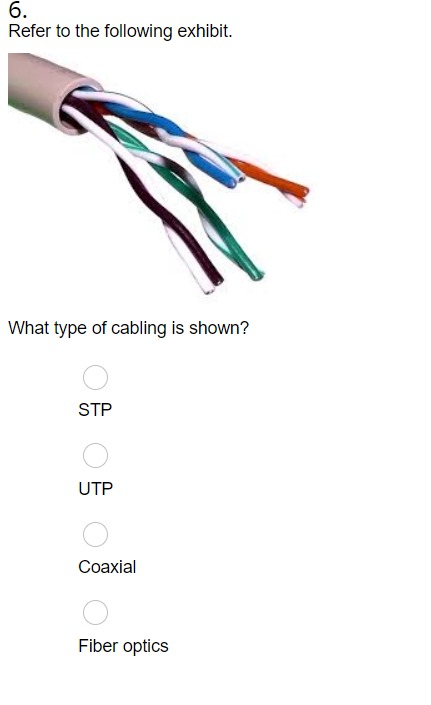 6.
Refer to the following exhibit.
What type of cabling is shown?
STP
UTP
Coaxial
Fiber optics